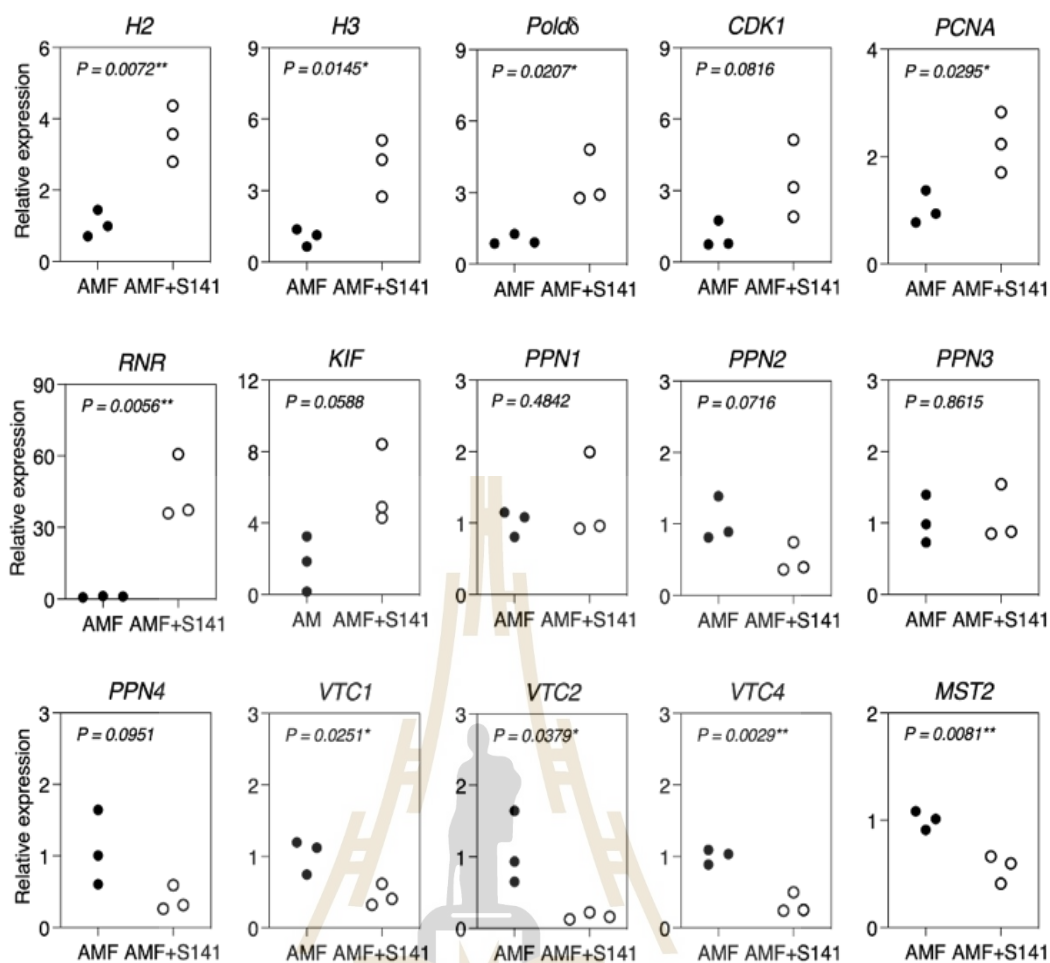 H2 H3 Poldδ CDK1 PCNA
Relative expression
6
4
2
0
P = 0.0072**
AMF AMF+S141
9
6
3
0
P = 0.0145*
AMF AMF+S141
9
6
3
0
P = 0.0207*
AMF AMF+S141
9
6
3
0
P = 0.0816
AMF AMF+S141
4
2
0
P = 0.0295*
AMF AMF+S141
RNR KIF PPN1 PPN2 PPN3
Relative expression
90
60
30
0
P = 0.0056**
AMF AMF+S141
12
8
4
0
P = 0.0588
AM AMF+S141
3
2
1
0
P = 0.4842
AMF AMF+S141
3
2
1
0
P = 0.0716
AMF AMF+S141
3
2
1
0
P = 0.8615
AMF AMF+S141
PPN4 VTC1 VTC2 VTC4 MST2
Relative expression
3
2
1
0
P = 0.0951
AMF AMF+S141
3
2
1
0
P = 0.0251*
AMF AMF+S141
3
2
1
0
P = 0.0379*
AMF AMF+S141
3
2
1
0
P = 0.0029**
AMF AMF+S141
2
1
0
P = 0.0081**
AMF AMF+S141